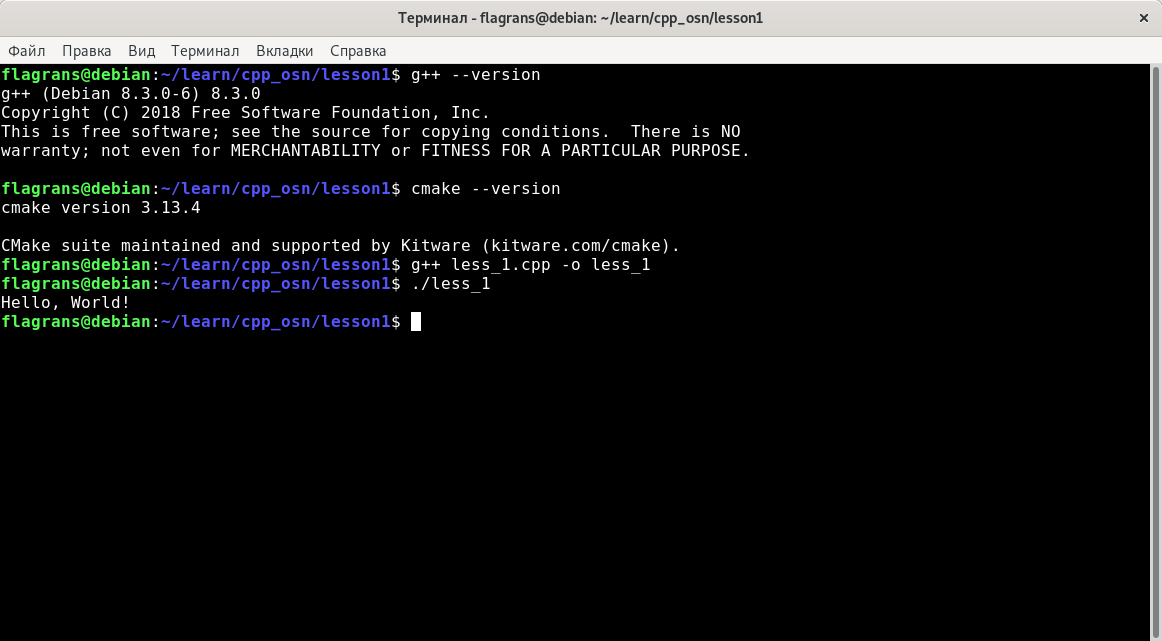 Терминал - flagrans@debian: ~/learn/cpp_osn/lesson1
Файл Правка Вид Терминал Вкладки Справка
flagrans@debian:~/learn/cpp_osn/lesson1$ g++ --version
g++ (Debian 8.3.0-6) 8.3.0
Copyright (C) 2018 Free Software Foundation, Inc.
This is free software; see the source for copying conditions.  There is NO
warranty; not even for MERCHANTABILITY or FITNESS FOR A PARTICULAR PURPOSE.
flagrans@debian:~/learn/cpp_osn/lesson1$ cmake --version
cmake version 3.13.4
CMake suite maintained and supported by Kitware (kitware.com/cmake).
flagrans@debian:~/learn/cpp_osn/lesson1$ g++ less_1.cpp -o less_1
flagrans@debian:~/learn/cpp_osn/lesson1$ ./less_1
Hello, World!
flagrans@debian:~/learn/cpp_osn/lesson1$